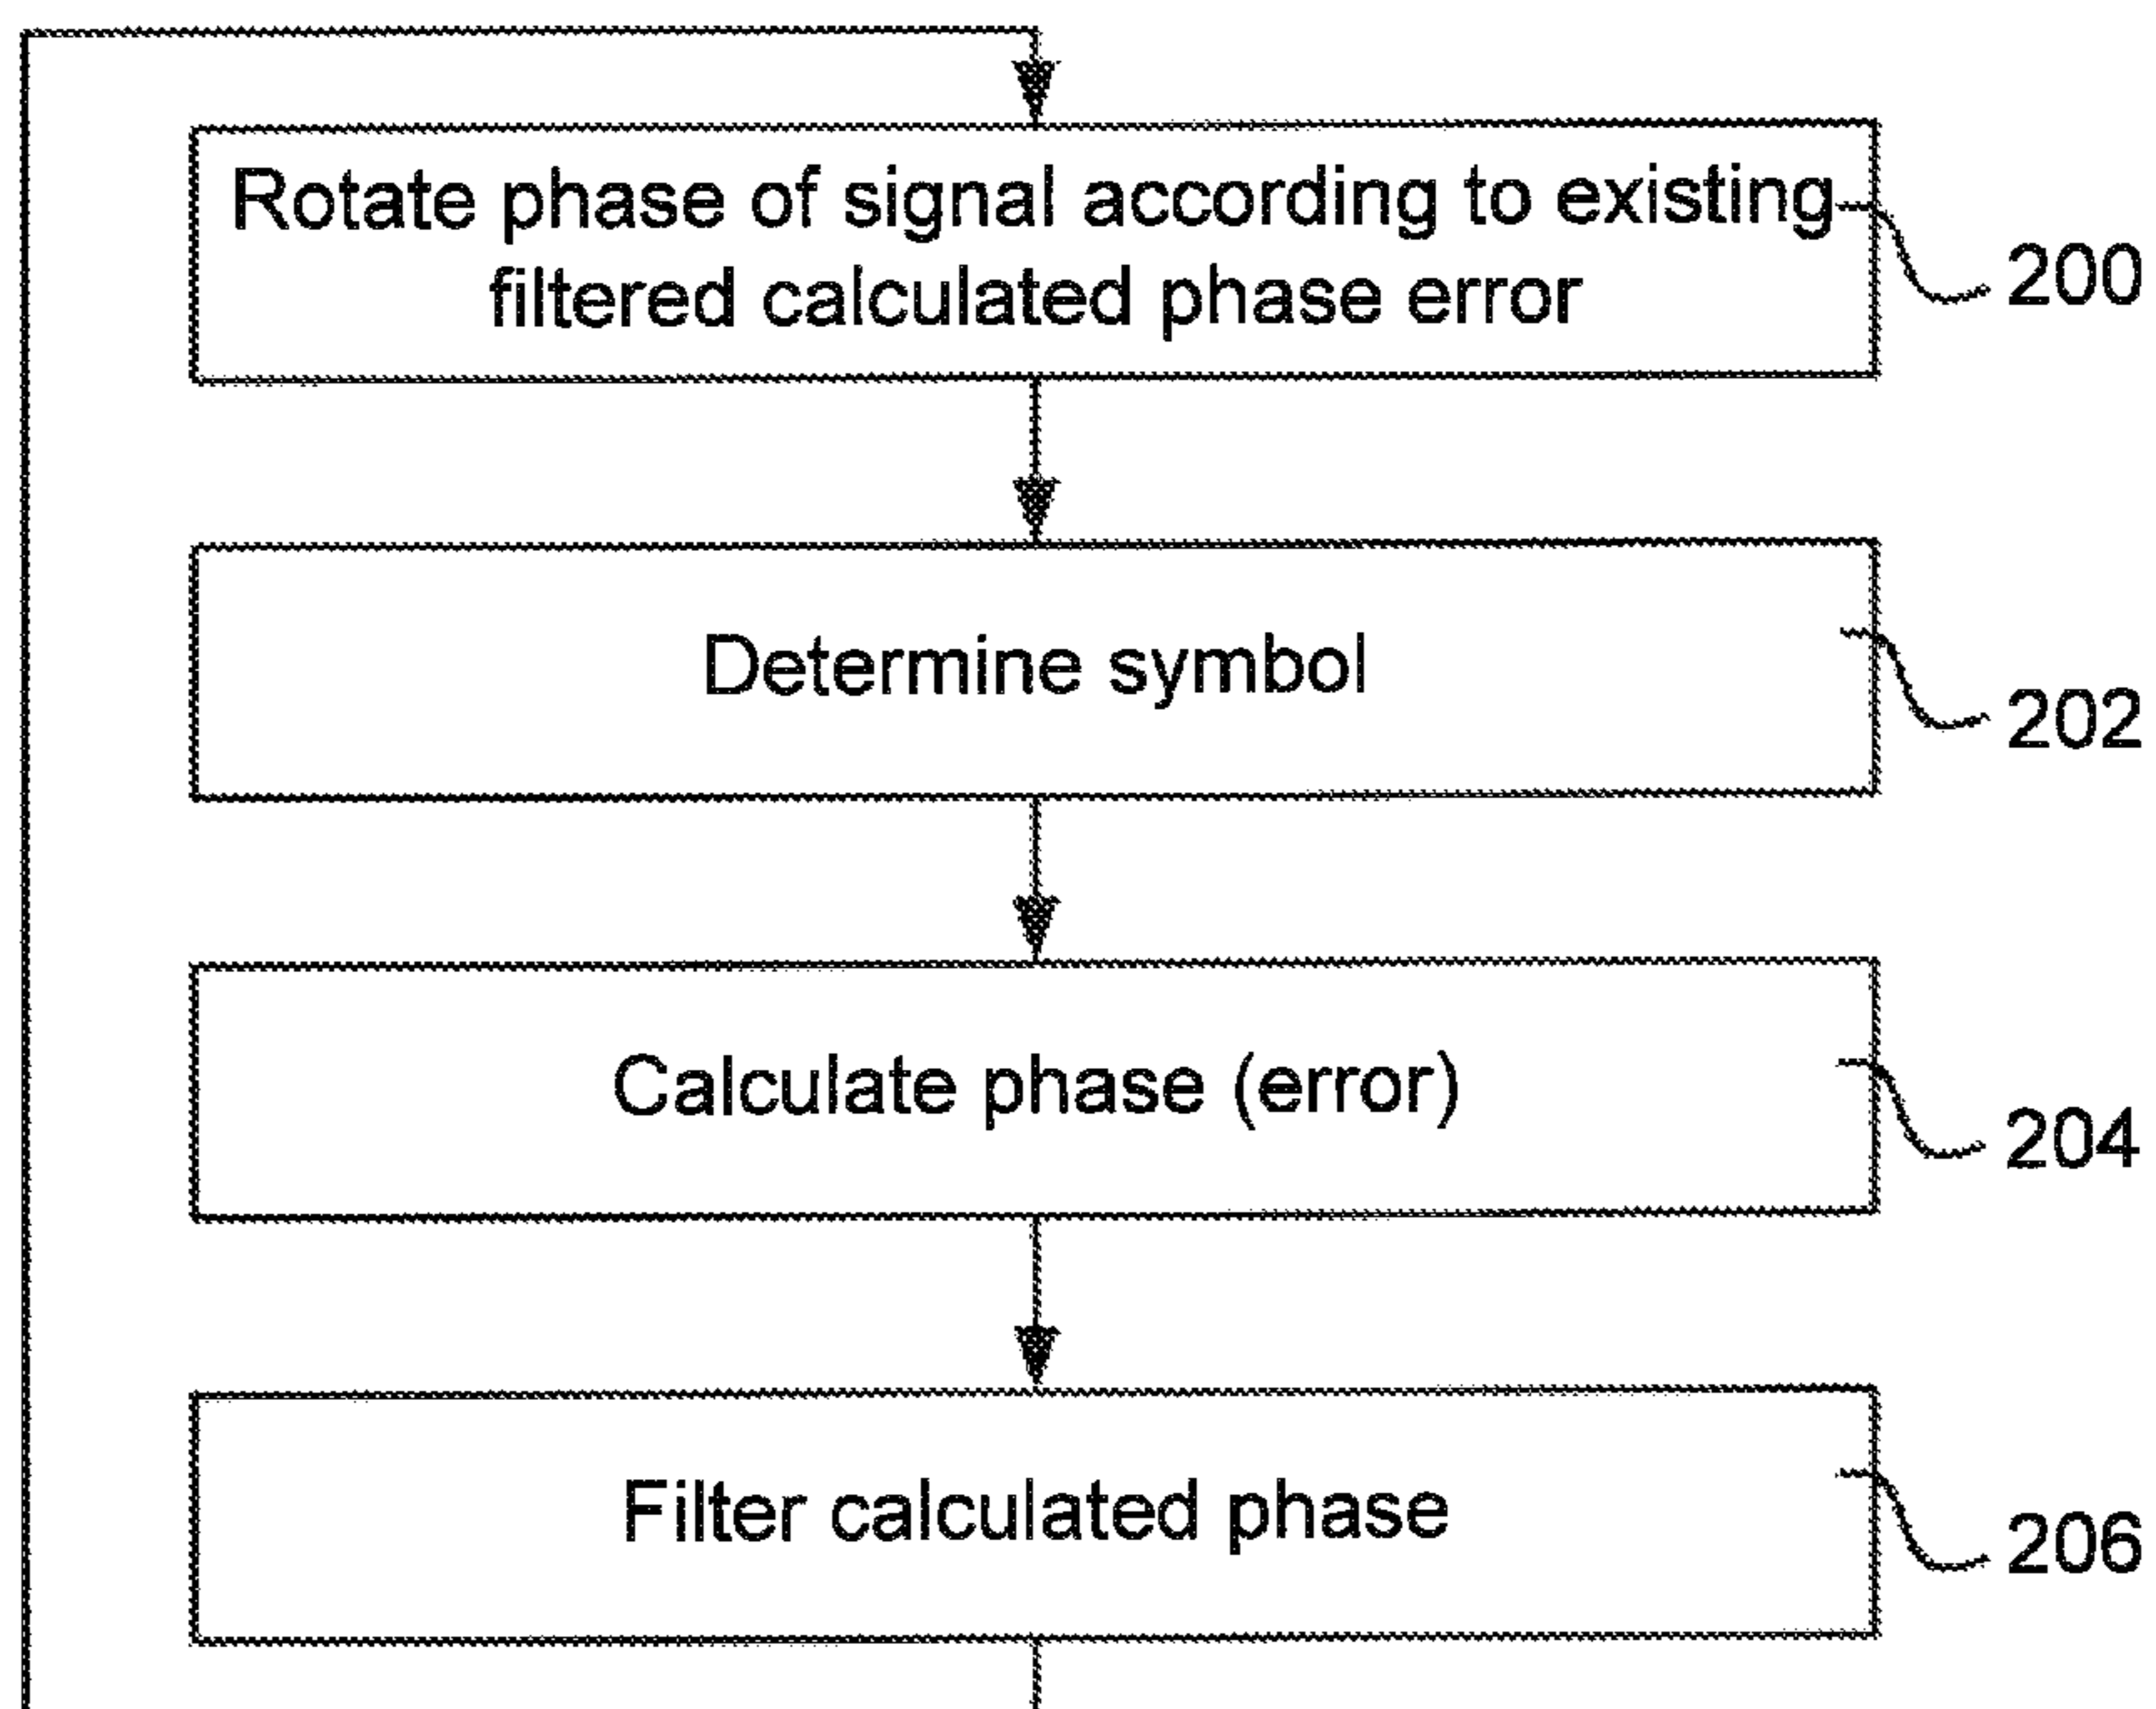 Rotate phase of signal according to existing
filtered calculated phase error
200
Determine symbol
202
Calculate phase (error)
204
Filter calculated phase
206